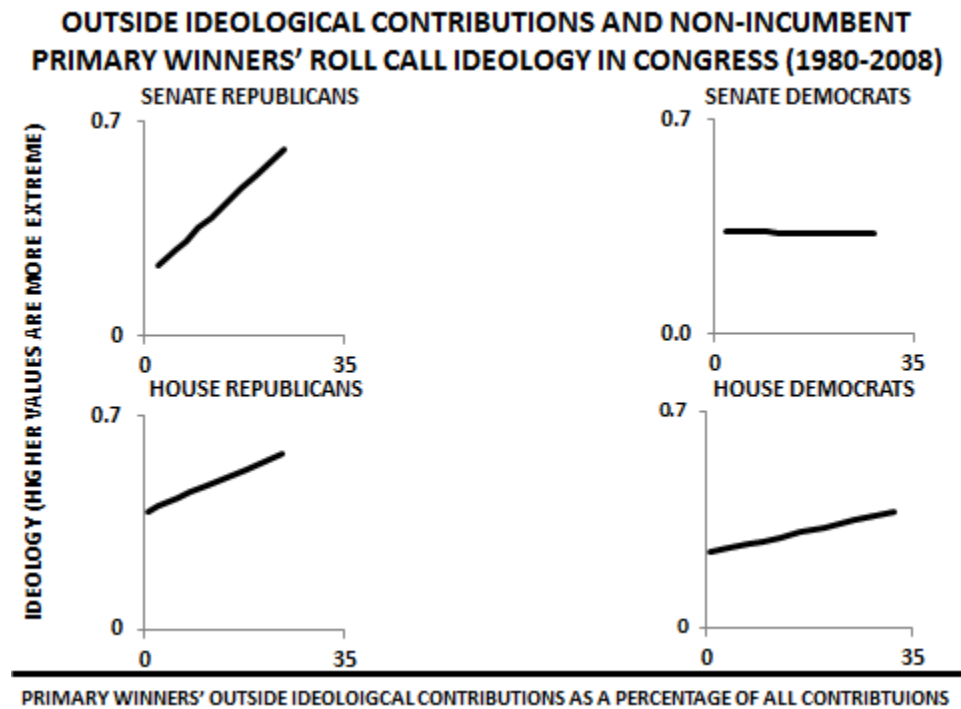 OUTSIDE IDEOLOGICAL CONTRIBUTIONS AND NON-INCUMBENT
PRIMARY WINNERS' ROLL CALL IDEOLOGY IN CONGRESS (1980-2008)
IDEOLOGY (HIGHER VALUES ARE MORE EXTREME)
SENATE REPUBLICANS
0.7
0
0
35
SENATE DEMOCRATS
0.7
0.0
0
35
HOUSE REPUBLICANS
0.7
0
0
35
HOUSE DEMOCRATS
0.7
0
0
35
PRIMARY WINNERS' OUTSIDE IDEOLOIGCAL CONTRIBUTIONS AS A PERCENTAGE OF ALL CONTRIBTUIONS